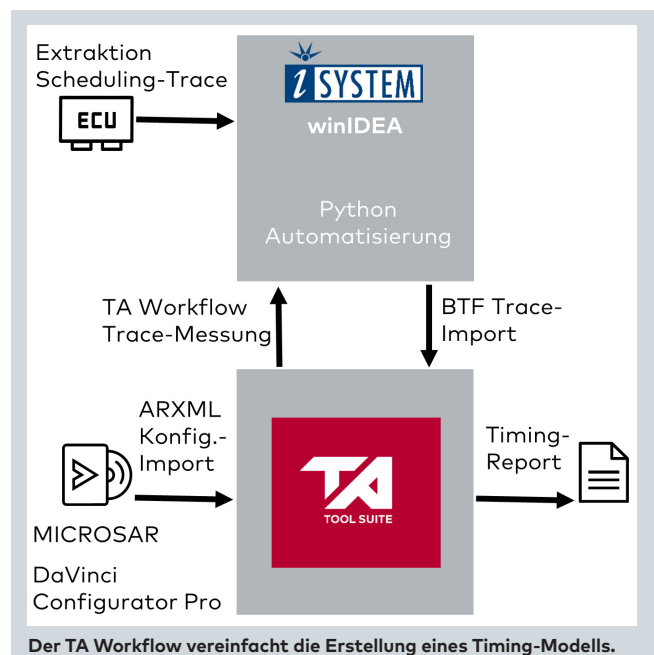 Extraktion
Scheduling-Trace
ECU
iSYSTEM
winIDEA
Python
Automatisierung
TA Workflow
Trace-Messung
BTF Trace-
Import
ARXML
Konfig.-
Import
MICROSAR
DaVinci
Configurator Pro
TA
TOOL SUITE
Timing-
Report
Der TA Workflow vereinfacht die Erstellung eines Timing-Modells.